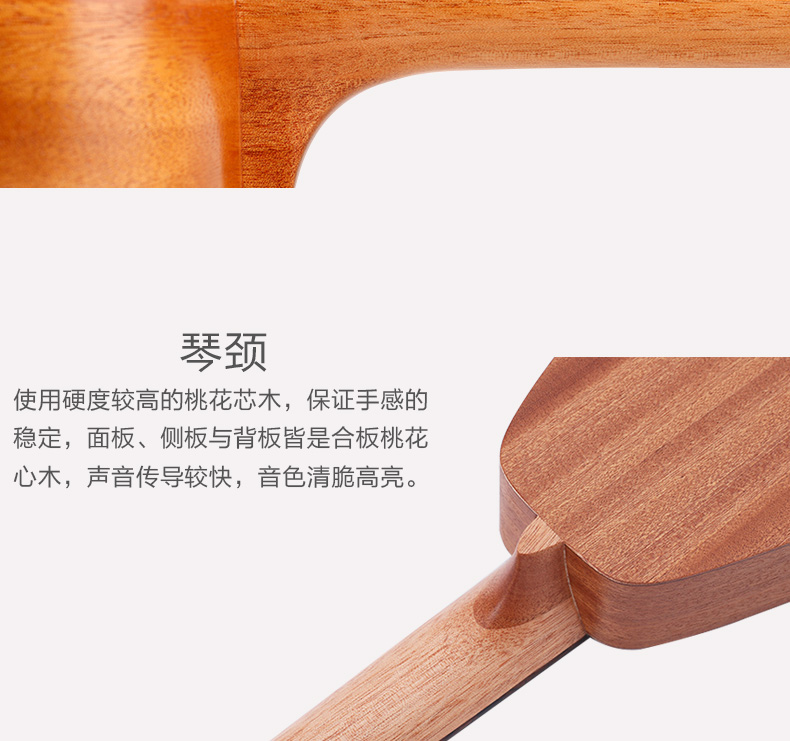 琴颈
使用硬度较高的桃花芯木，保证手感的
稳定，面板、侧板与背板皆是合板桃花
心木，声音传导较快，音色清脆高亮。